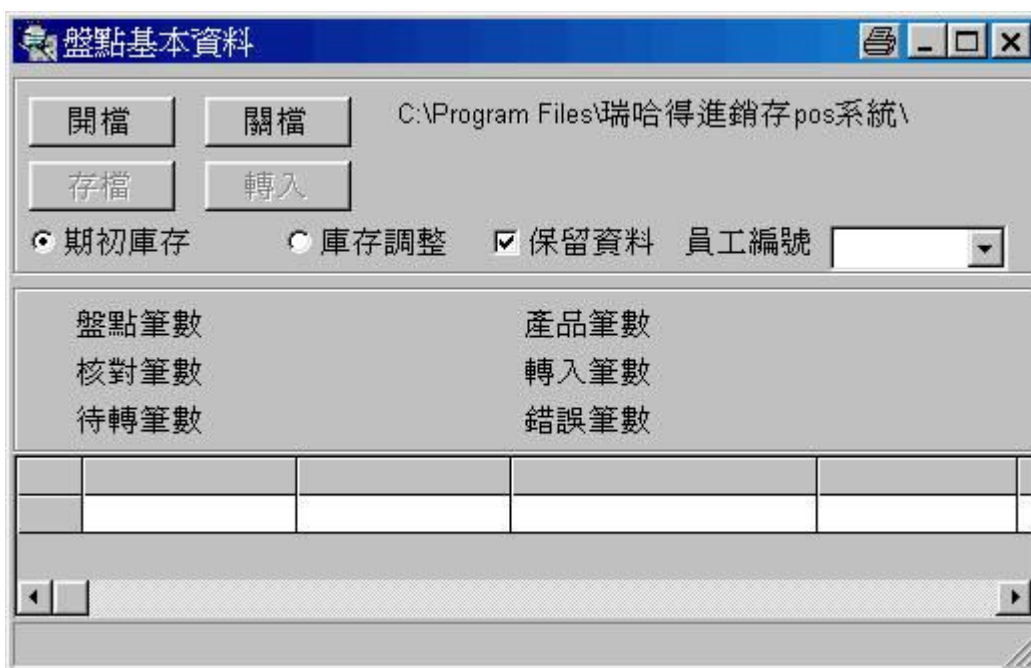 盤點基本資料
開檔 關檔 C:\Program Files\瑞哈得進銷存pos系統\
存檔 轉入
期初庫存 庫存調整 保留資料 員工編號
盤點筆數 產品筆數
核對筆數 轉入筆數
待轉筆數 錯誤筆數